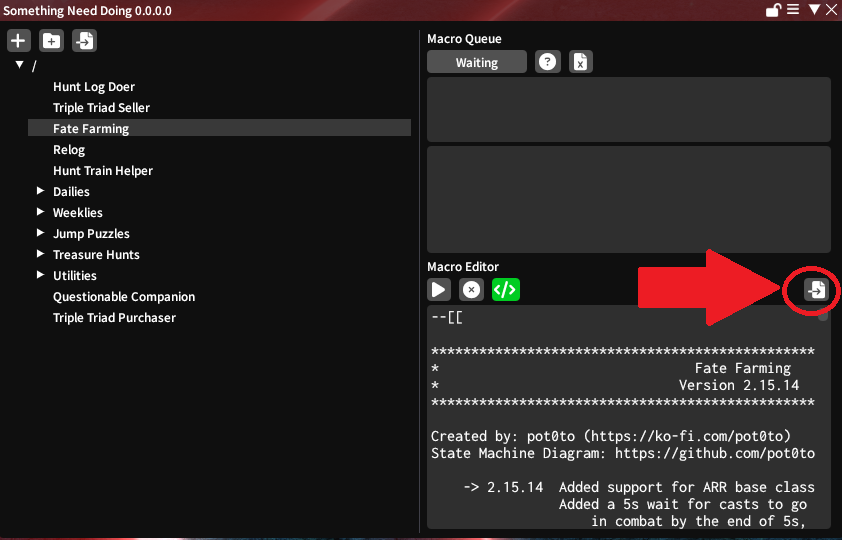 Something Need Doing 0.0.0.0
/
Hunt Log Doer
Triple Triad Seller
Fate Farming
Relog
Hunt Train Helper
Dailies
Weeklies
Jump Puzzles
Treasure Hunts
Utilities
Questionable Companion
Triple Triad Purchaser
Macro Queue
Waiting
Macro Editor
--[[
************************************************
* Fate Farming
* Version 2.15.14
************************************************
Created by: pot0to (https://ko-fi.com/pot0to)
State Machine Diagram: https://github.com/pot0to
-> 2.15.14 Added support for ARR base class
Added a 5s wait for casts to go
in combat by the end of 5s,